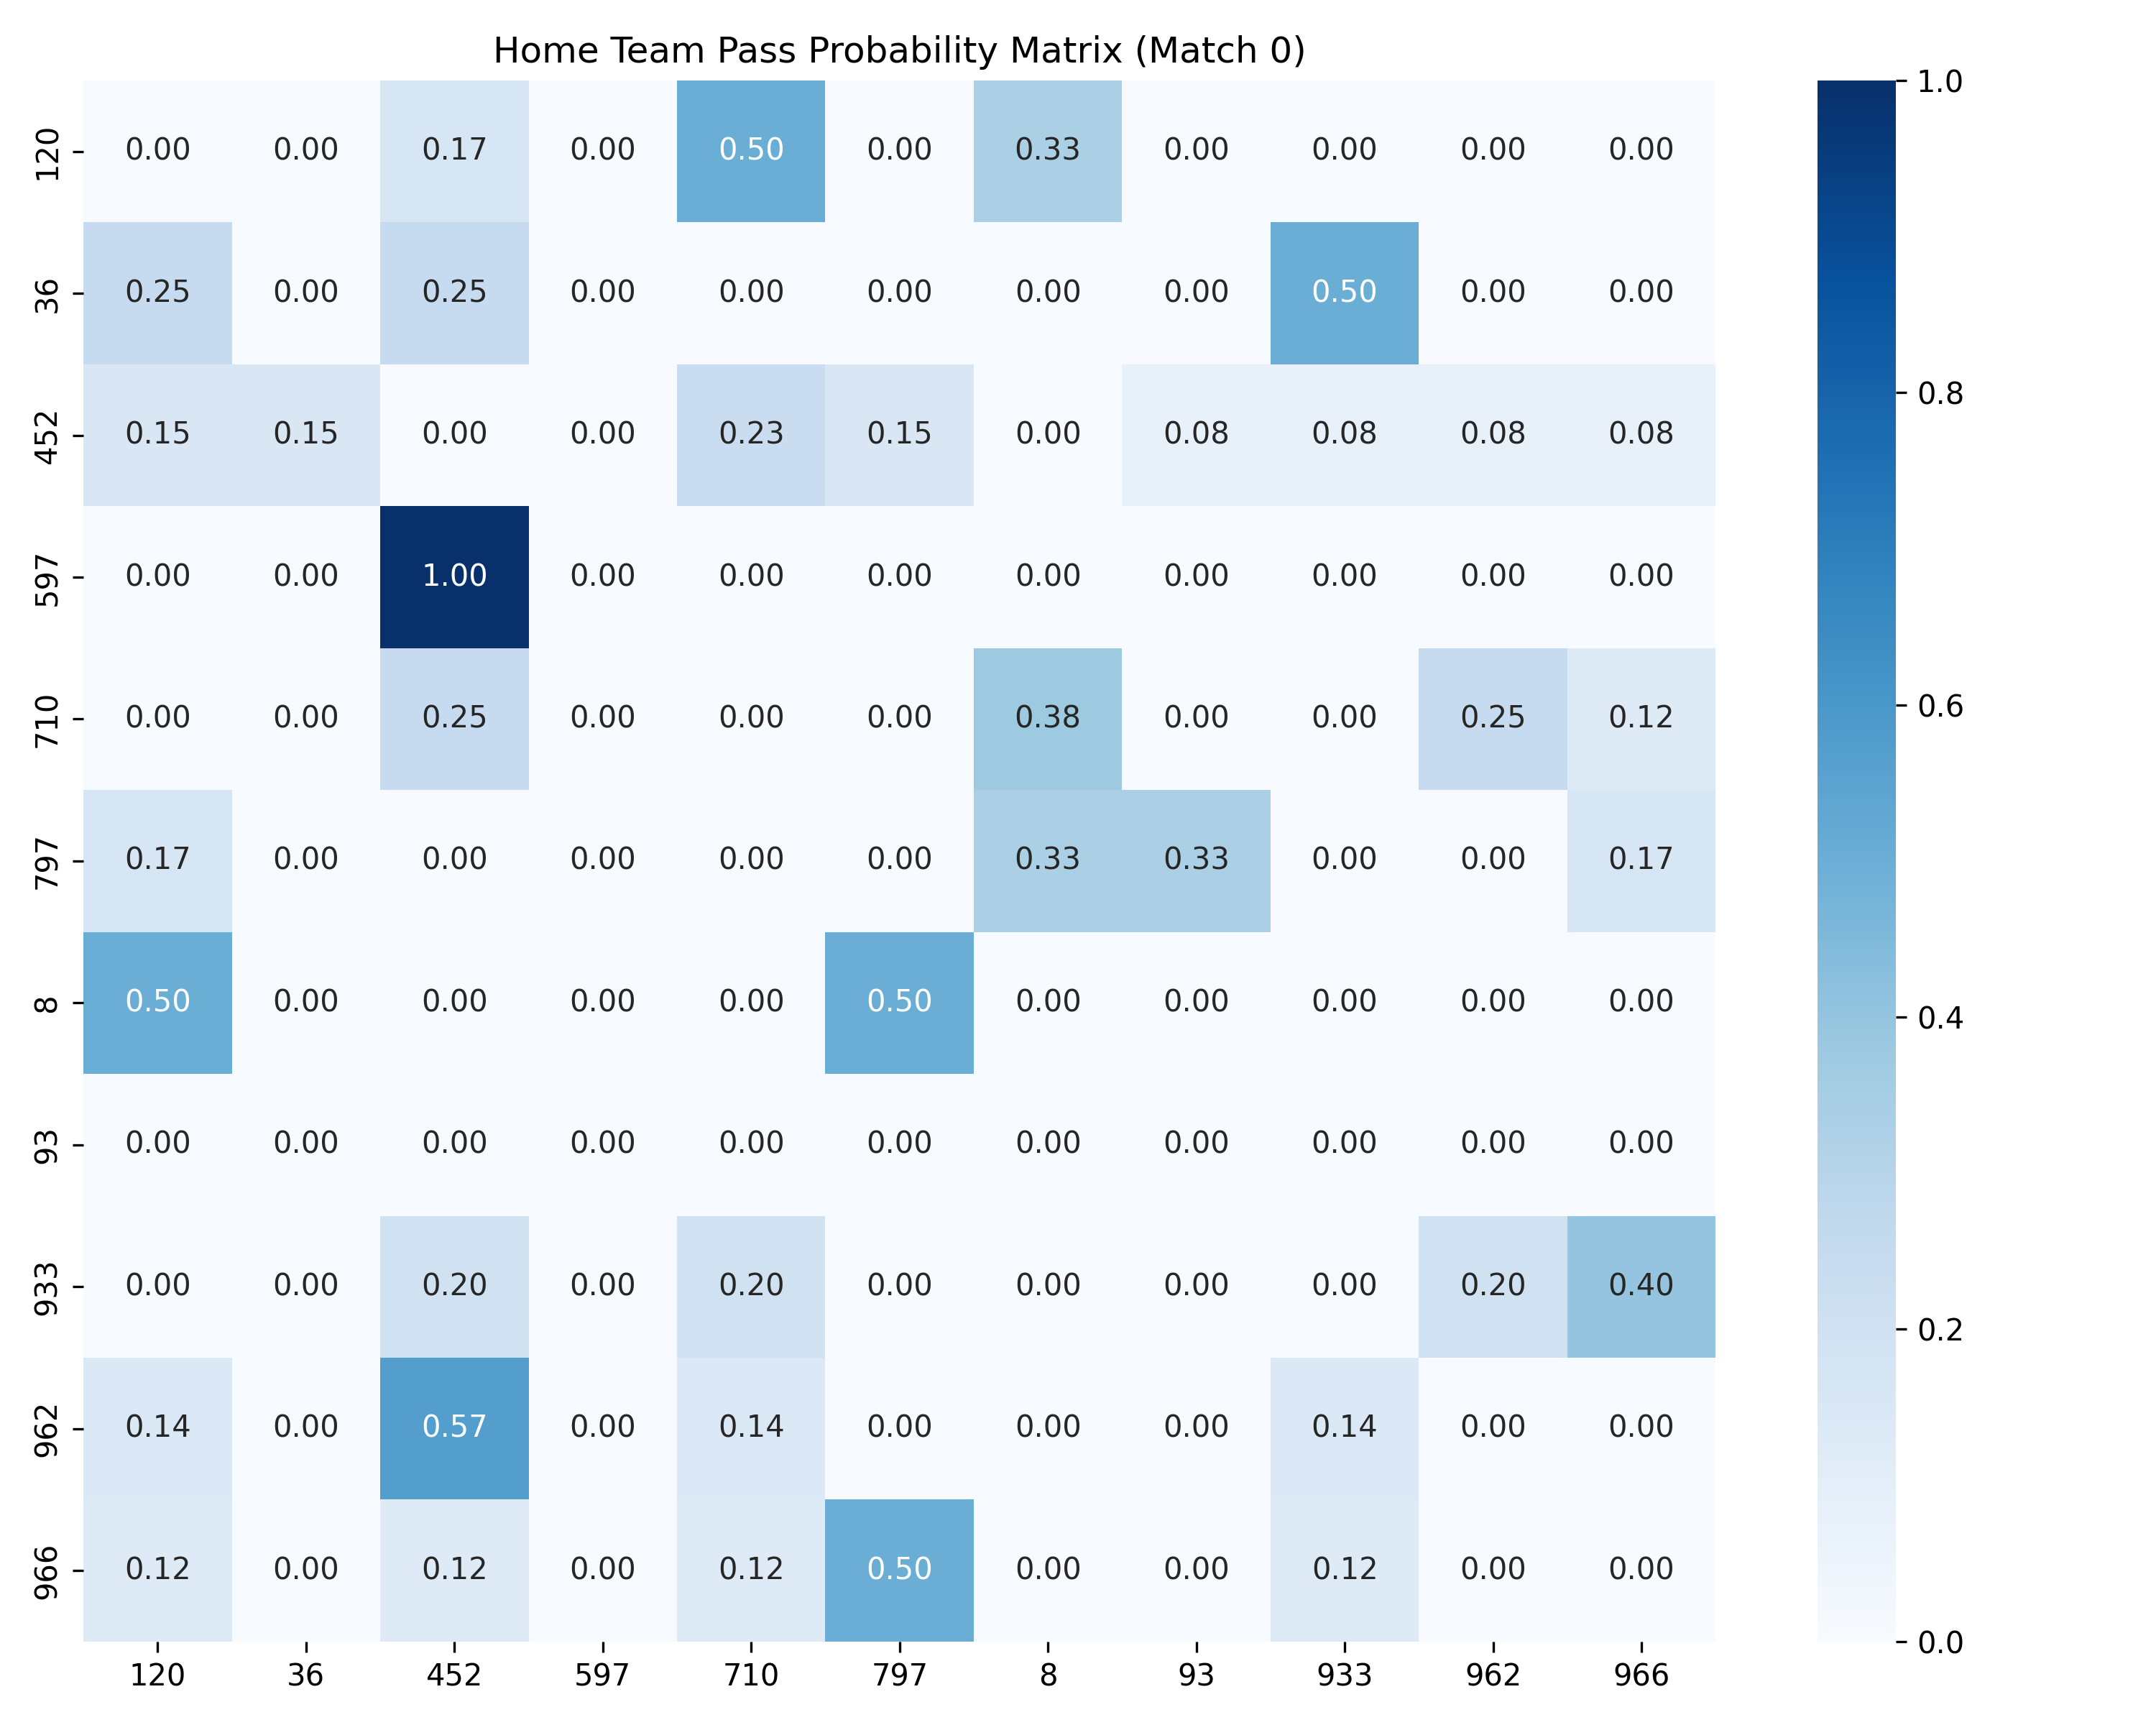 Home Team Pass Probability Matrix (Match 0)
120 0.00 0.00 0.17 0.00 0.50 0.00 0.33 0.00 0.00 0.00 0.00
36 0.25 0.00 0.25 0.00 0.00 0.00 0.00 0.00 0.50 0.00 0.00
452 0.15 0.15 0.00 0.00 0.23 0.15 0.00 0.08 0.08 0.08 0.08
597 0.00 0.00 1.00 0.00 0.00 0.00 0.00 0.00 0.00 0.00 0.00
710 0.00 0.00 0.25 0.00 0.00 0.00 0.38 0.00 0.00 0.25 0.12
797 0.17 0.00 0.00 0.00 0.00 0.00 0.33 0.33 0.00 0.00 0.17
8 0.50 0.00 0.00 0.00 0.00 0.50 0.00 0.00 0.00 0.00 0.00
93 0.00 0.00 0.00 0.00 0.00 0.00 0.00 0.00 0.00 0.00 0.00
933 0.00 0.00 0.20 0.00 0.20 0.00 0.00 0.00 0.00 0.20 0.40
962 0.14 0.00 0.57 0.00 0.14 0.00 0.00 0.00 0.14 0.00 0.00
966 0.12 0.00 0.12 0.00 0.12 0.50 0.00 0.00 0.12 0.00 0.00
120 36 452 597 710 797 8 93 933 962 966
1.0
0.8
0.6
0.4
0.2
0.0